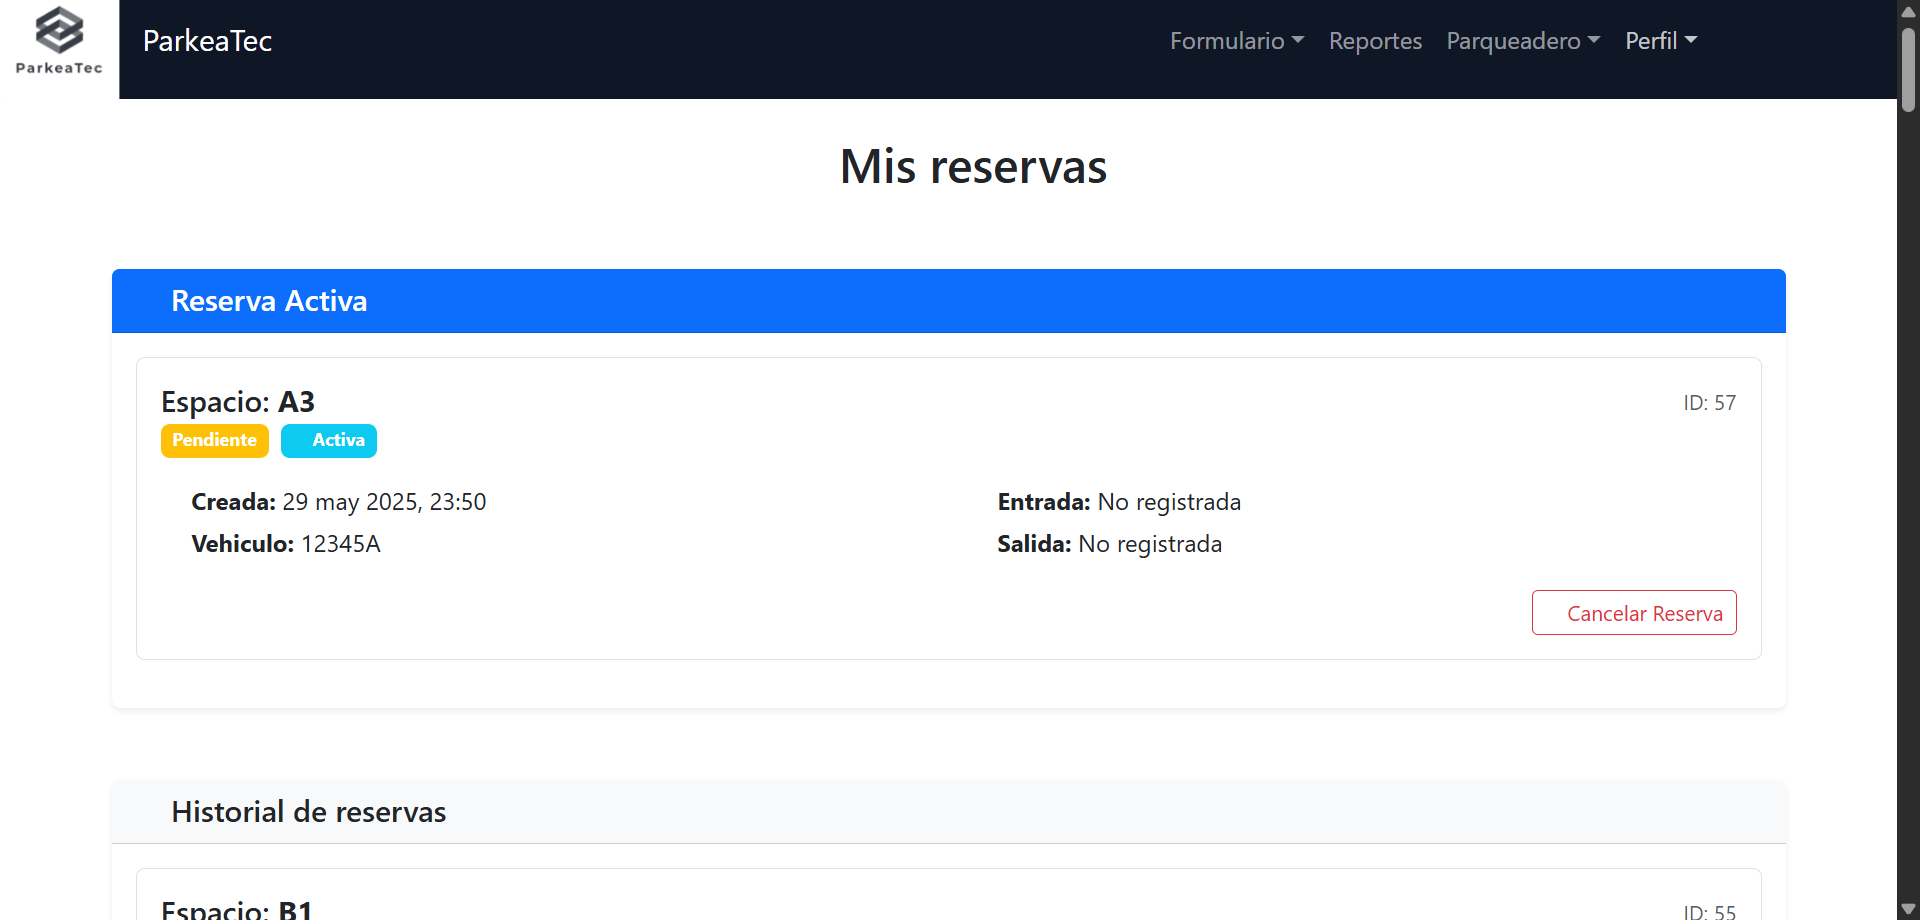 ParkeaTec
ParkeaTec
Formulario Reportes Parqueadero Perfil
Mis reservas
Reserva Activa
Espacio: A3
ID: 57
Pendiente Activa
Creada: 29 may 2025, 23:50
Entrada: No registrada
Vehiculo: 12345A
Salida: No registrada
Cancelar Reserva
Historial de reservas
Espacio: B1
ID: 55